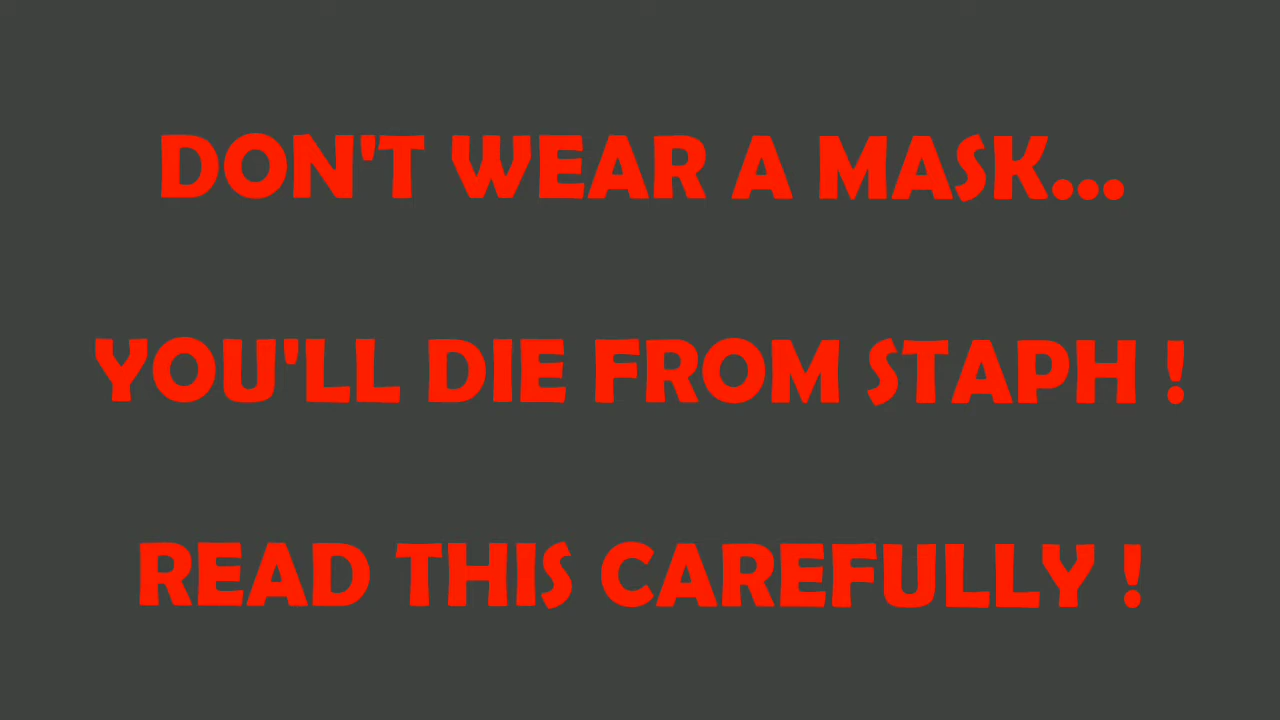 DON'T WEAR A MASK...
YOU'LL DIE FROM STAPH !
READ THIS CAREFULLY !